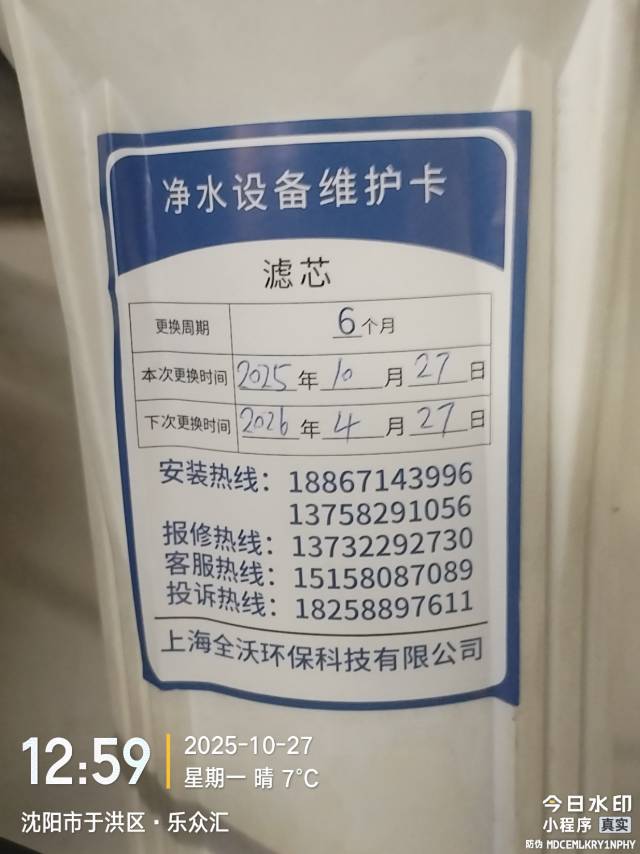 净水设备维护卡
滤芯
更换周期 6个月
本次更换时间 2025年10月27日
下次更换时间 2026年4月27日
安装热线：18867143996
13758291056
报修热线：13732292730
客服热线：15158087089
投诉热线：18258897611
上海全沃环保科技有限公司
12:59
2025-10-27
星期一 晴 7°C
沈阳市于洪区·乐众汇
今日水印
小程序 真实
防伪 MDCEMLKRY1NPHY